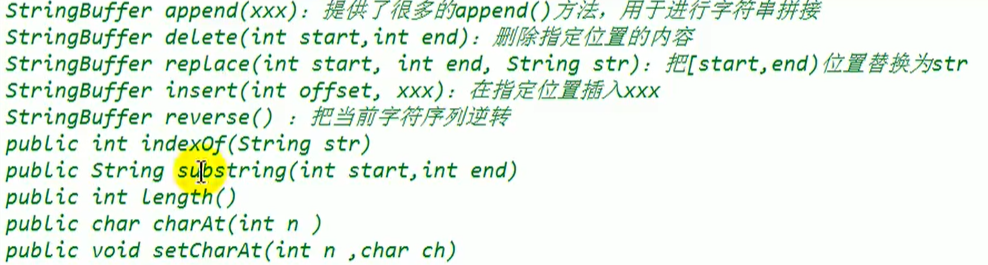 StringBuffer append(xxx)：提供了很多的append()方法，用于进行字符串拼接
StringBuffer delete(int start,int end)：删除指定位置的内容
StringBuffer replace(int start, int end, String str)：把[start,end)位置替换为str
StringBuffer insert(int offset, xxx)：在指定位置插入xxx
StringBuffer reverse() ：把当前字符序列逆转
public int indexOf(String str)
public String substring(int start,int end)
public int length()
public char charAt(int n )
public void setCharAt(int n ,char ch)